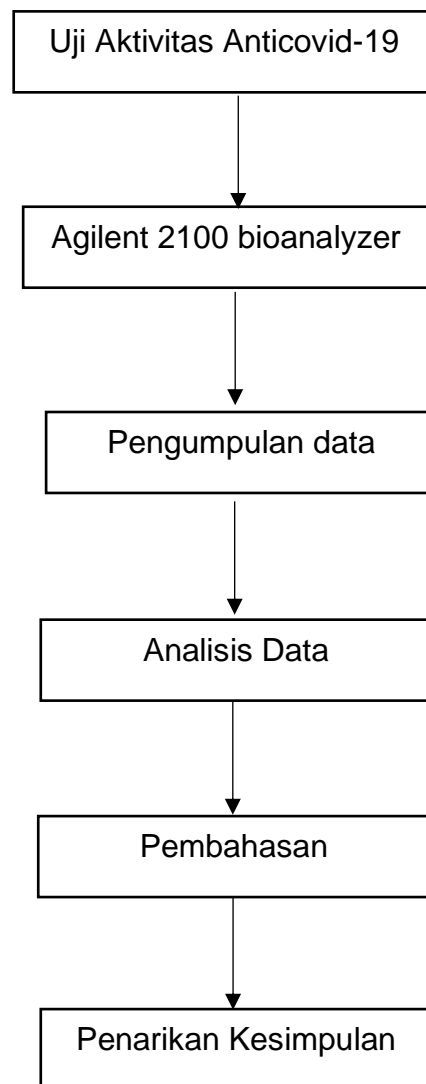 Uji Aktivitas Anticovid-19
Agilent 2100 bioanalyzer
Pengumpulan data
Analisis Data
Pembahasan
Penarikan Kesimpulan